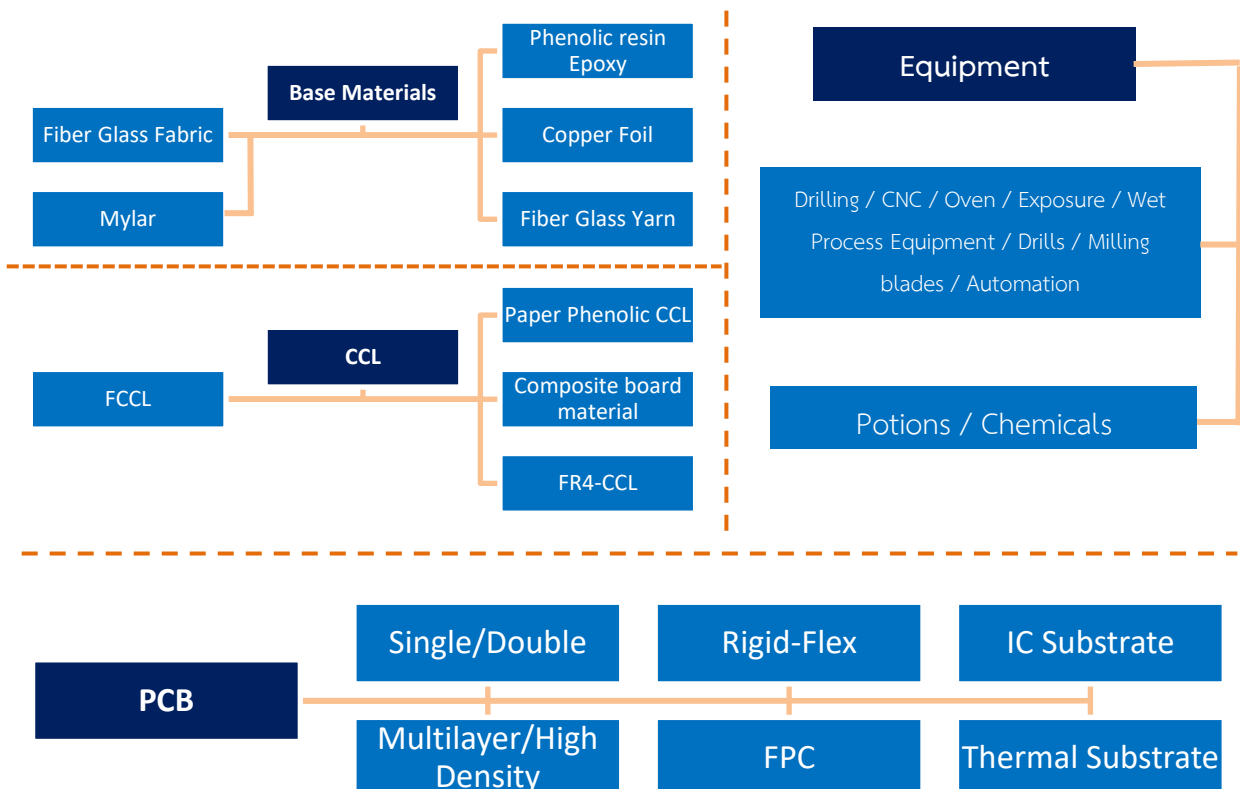 Base Materials
Fiber Glass Fabric
Mylar
Phenolic resin
Epoxy
Copper Foil
Fiber Glass Yarn
CCL
FCCL
Paper Phenolic CCL
Composite board
material
FR4-CCL
Equipment
Drilling / CNC / Oven / Exposure / Wet
Process Equipment / Drills / Milling
blades / Automation
Potions / Chemicals
PCB
Single/Double
Rigid-Flex
IC Substrate
Multilayer/High
Density
FPC
Thermal Substrate